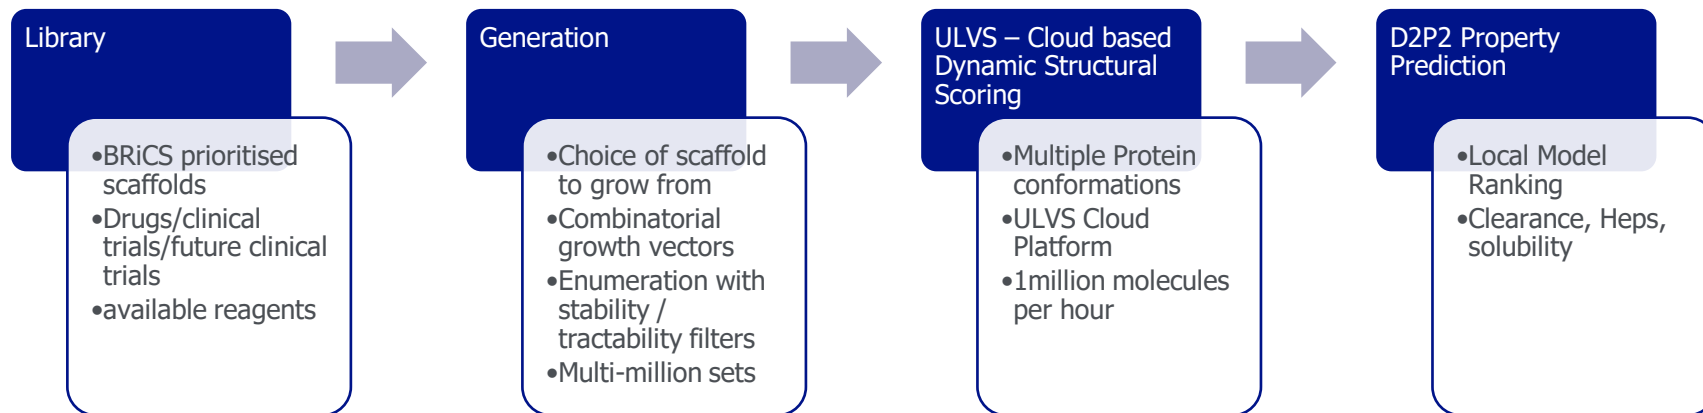 Library
•BRiCS prioritised
scaffolds
•Drugs/clinical
trials/future clinical
trials
•available reagents
Generation
•Choice of scaffold
to grow from
•Combinatorial
growth vectors
•Enumeration with
stability /
tractability filters
•Multi-million sets
ULVS – Cloud based
Dynamic Structural
Scoring
•Multiple Protein
conformations
•ULVS Cloud
Platform
•1million molecules
per hour
D2P2 Property
Prediction
•Local Model
Ranking
•Clearance, Heps,
solubility